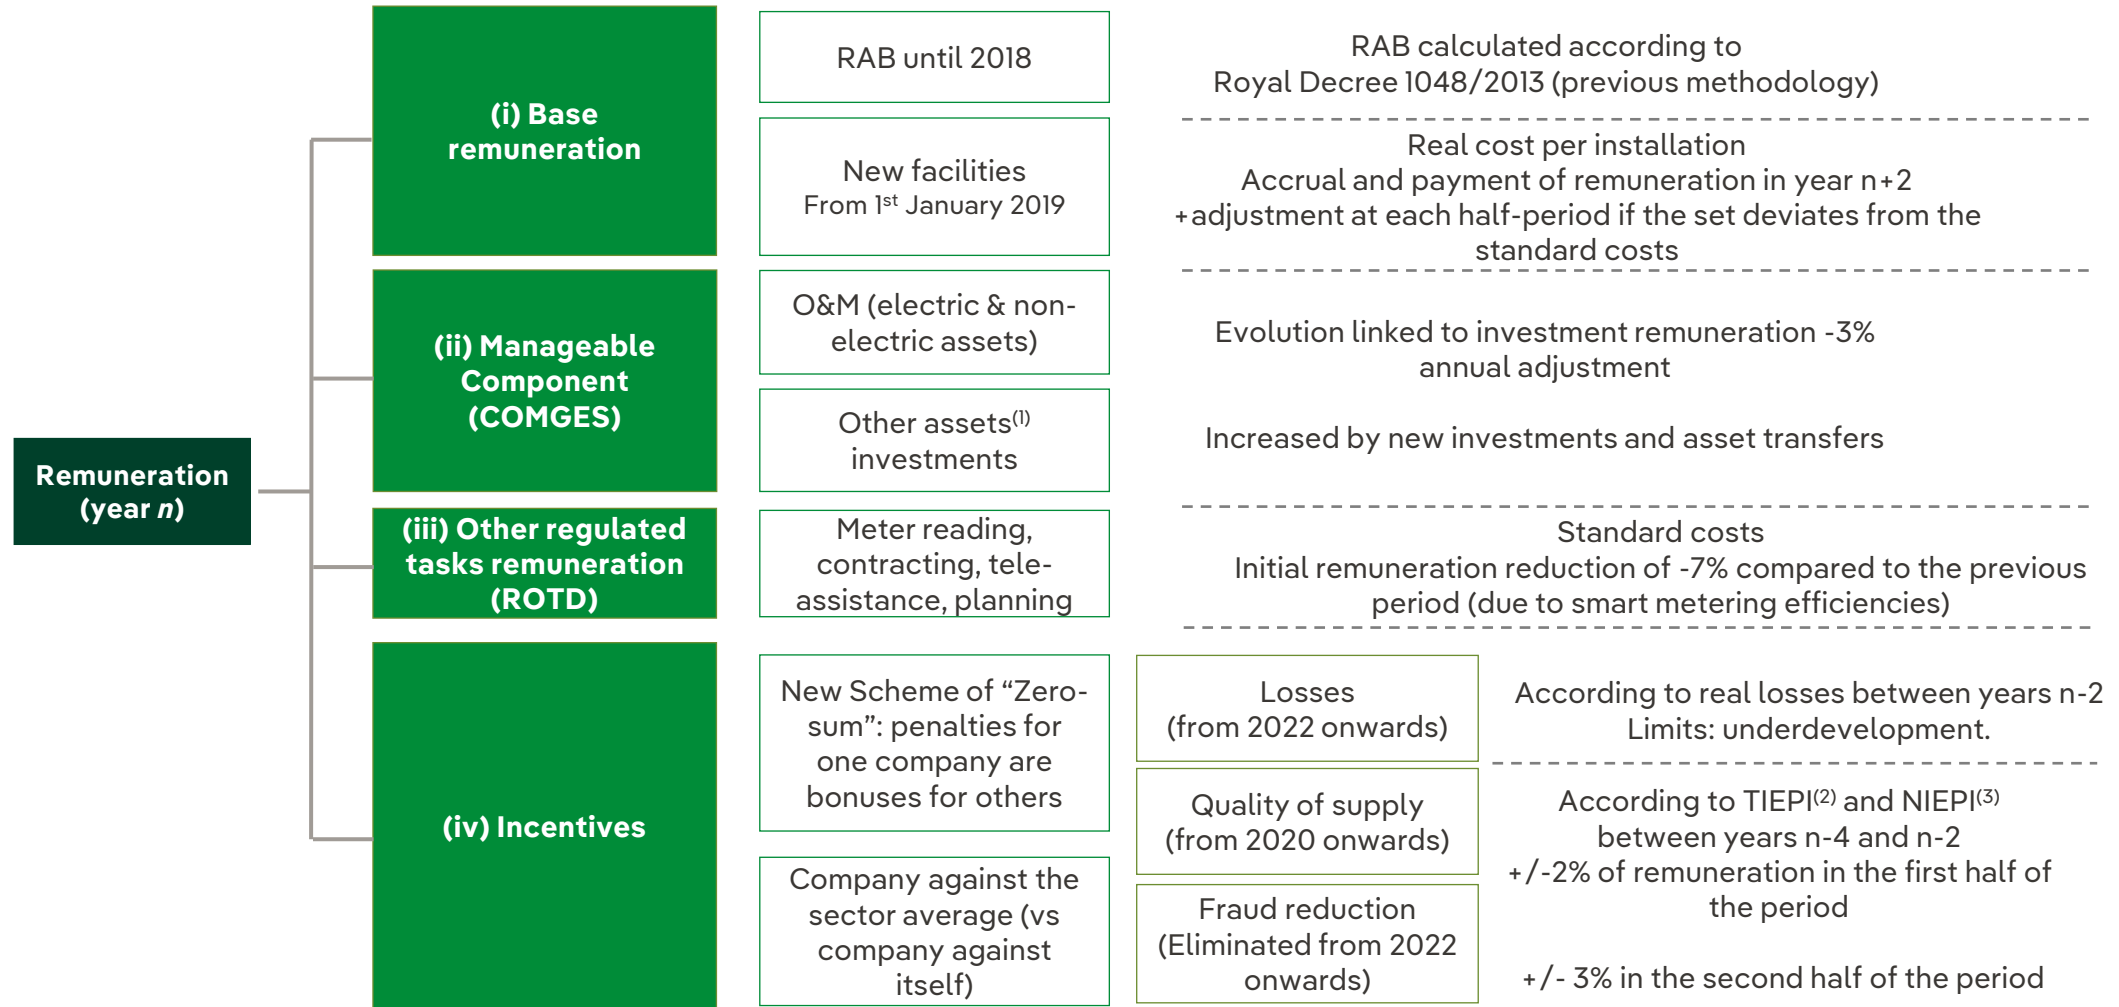 Remuneration
(year n)
(i) Base
remuneration
RAB until 2018
RAB calculated according to
Royal Decree 1048/2013 (previous methodology)
New facilities
From 1st January 2019
Real cost per installation
Accrual and payment of remuneration in year n+2
+adjustment at each half-period if the set deviates from the
standard costs
(ii) Manageable
Component
(COMGES)
O&M (electric & non-
electric assets)
Evolution linked to investment remuneration -3%
annual adjustment
Other assets(1)
investments
Increased by new investments and asset transfers
(iii) Other regulated
tasks remuneration
(ROTD)
Meter reading,
contracting, tele-
assistance, planning
Standard costs
Initial remuneration reduction of -7% compared to the previous
period (due to smart metering efficiencies)
(iv) Incentives
New Scheme of “Zero-
sum”: penalties for
one company are
bonuses for others
Company against the
sector average (vs
company against
itself)
Losses
(from 2022 onwards)
According to real losses between years n-2
Limits: underdevelopment.
Quality of supply
(from 2020 onwards)
Fraud reduction
(Eliminated from 2022
onwards)
According to TIEPI(2) and NIEPI(3)
between years n-4 and n-2
+/-2% of remuneration in the first half of
the period
+/- 3% in the second half of the period